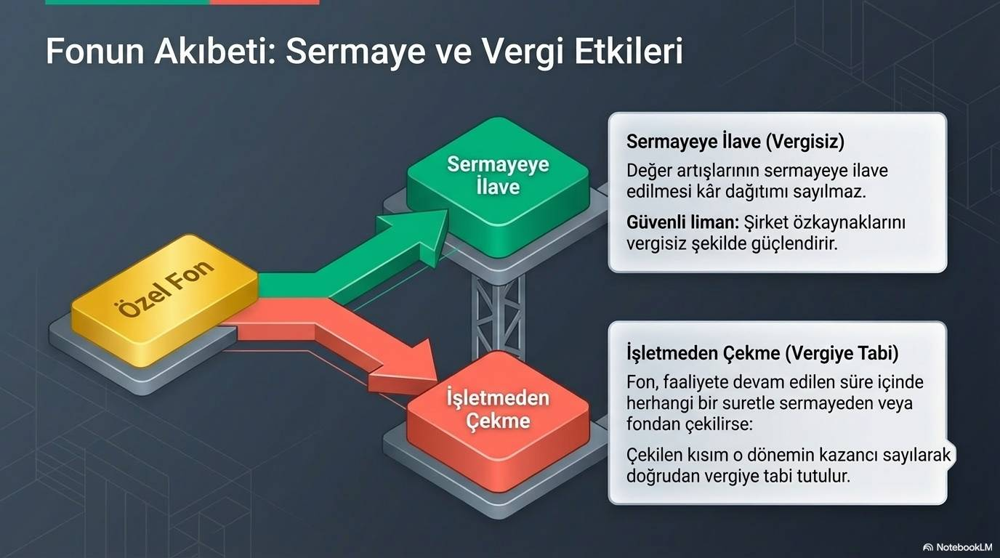 Fonun Akıbeti: Sermaye ve Vergi Etkileri
Özel Fon
Sermayeye
İlave
Sermayeye İlave (Vergisiz)
Değer artışlarının sermayeye ilave
edilmesi kâr dağıtımı sayılmaz.
Güvenli liman: Şirket özkaynaklarını
vergisiz şekilde güçlendirir.
İşletmeden
Çekme
İşletmeden Çekme (Vergiye Tabi)
Fon, faaliyete devam edilen süre içinde
herhangi bir suretle sermayeden veya
fondan çekilirse:
Çekilen kısım o dönemin kazancı sayılarak
doğrudan vergiye tabi tutulur.
NotebookLM